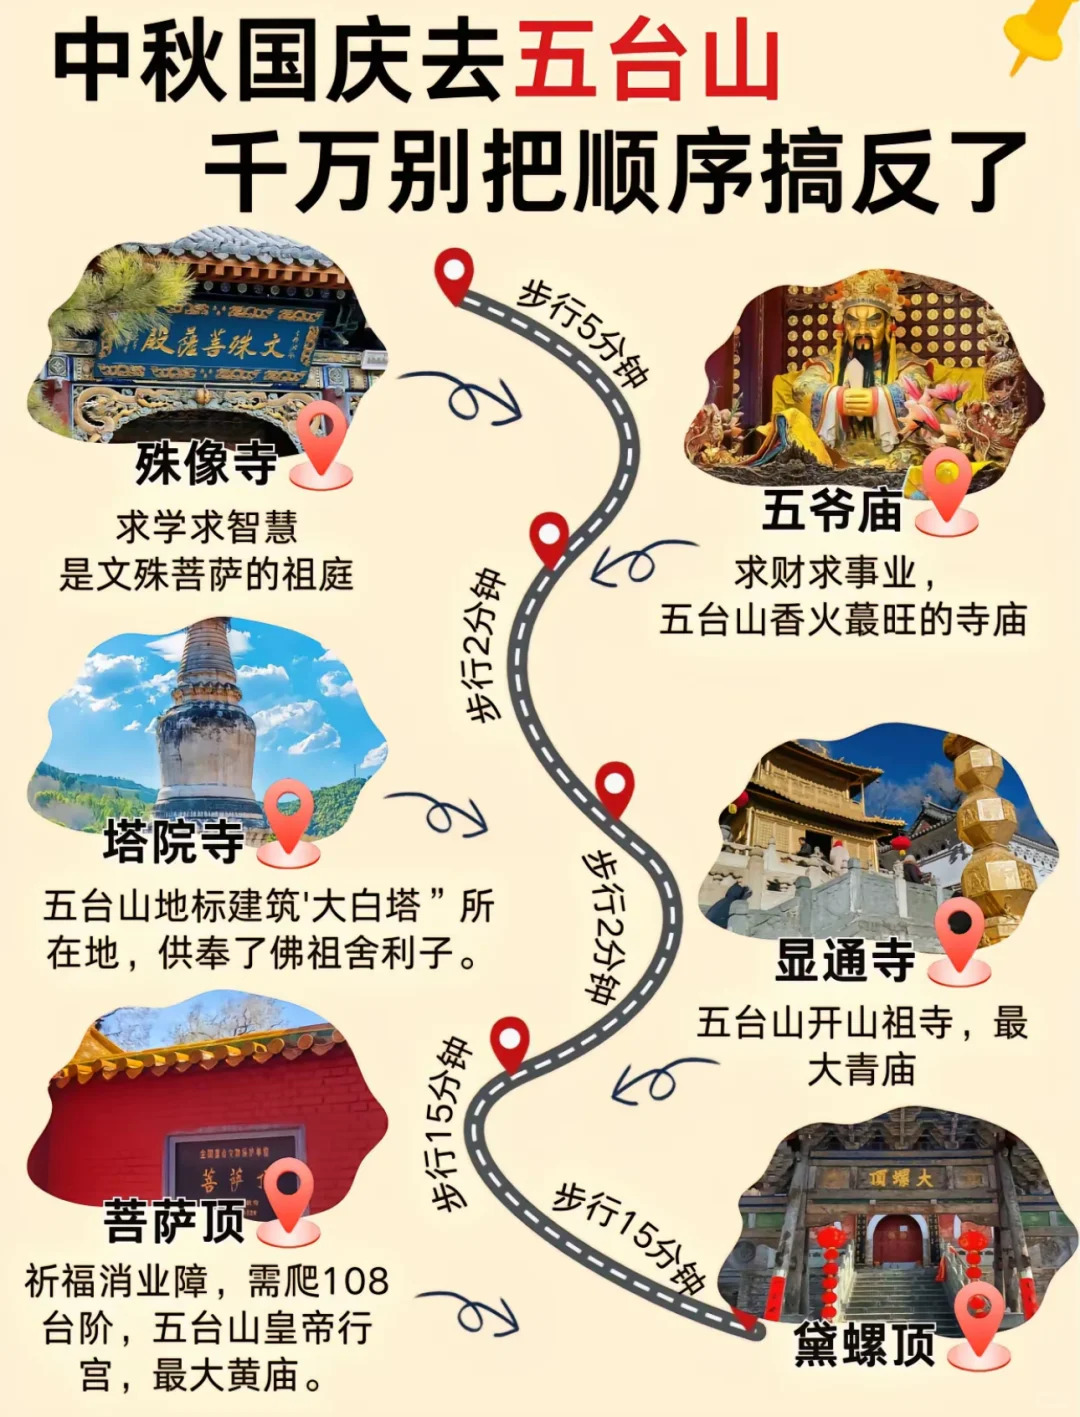 中秋国庆去五台山
千万别把顺序搞反了
步行5分钟
殿薩菩殊文
殊像寺
求学求智慧
是文殊菩萨的祖庭
五爷庙
求财求事业，
五台山香火蕞旺的寺庙
步行2分钟
塔院寺
五台山地标建筑'大白塔”所
在地，供奉了佛祖舍利子。
步行2分钟
显通寺
五台山开山祖寺，最
大青庙
步行15分钟
菩萨顶
菩萨顶
祈福消业障，需爬108
台阶，五台山皇帝行
宫，最大黄庙。
步行15分钟
頂螺大
黛螺顶